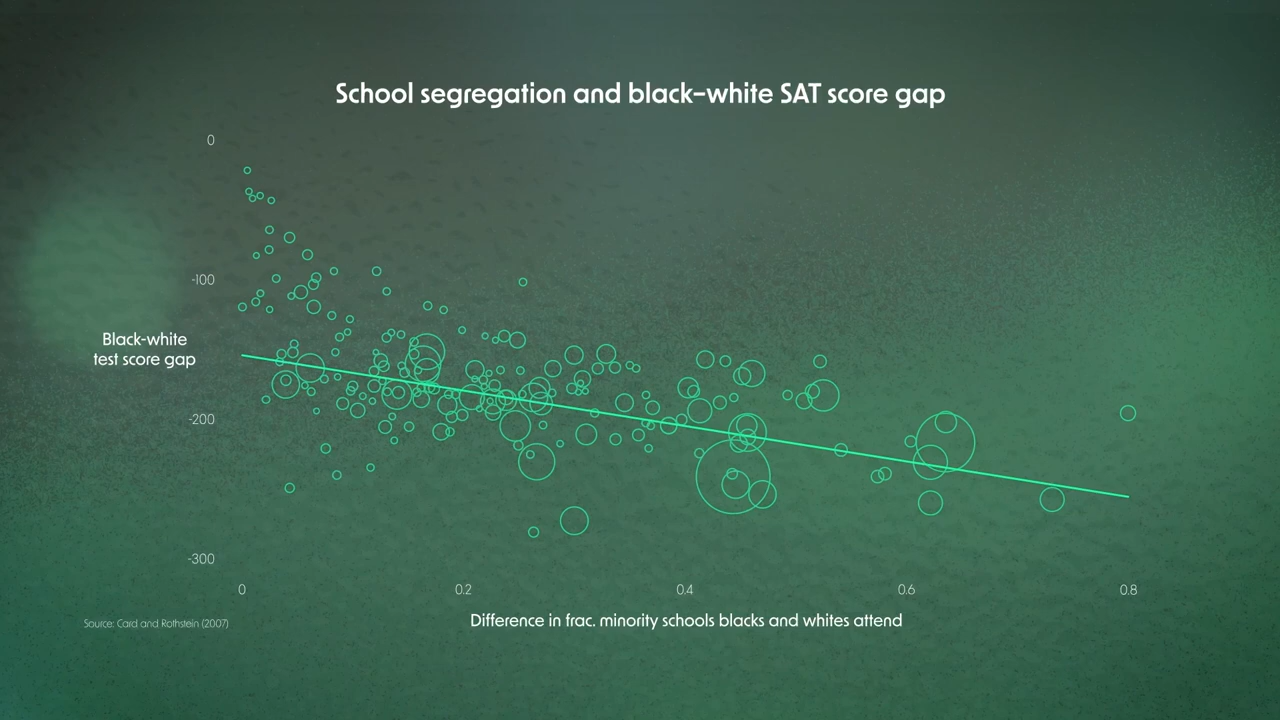 School segregation and black-white SAT score gap
0
-100
Black-white
test score gap
-200
-300
0 0.2 0.4 0.6 0.8
Difference in frac. minority schools blacks and whites attend
Source: Card and Rothstein (2007)